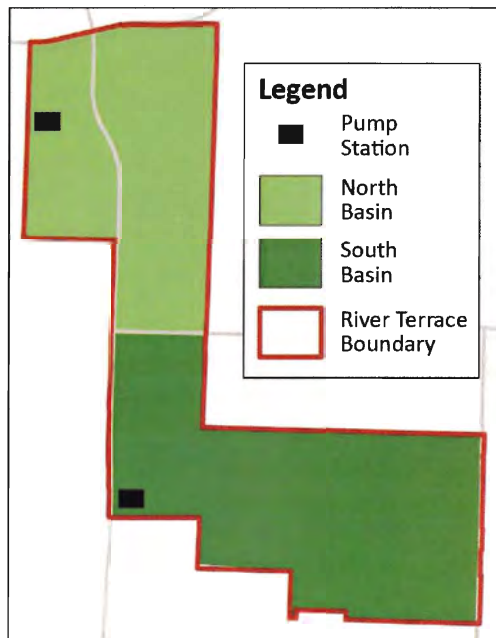 Legend
Pump
Station
North
Basin
South
Basin
River Terrace
Boundary